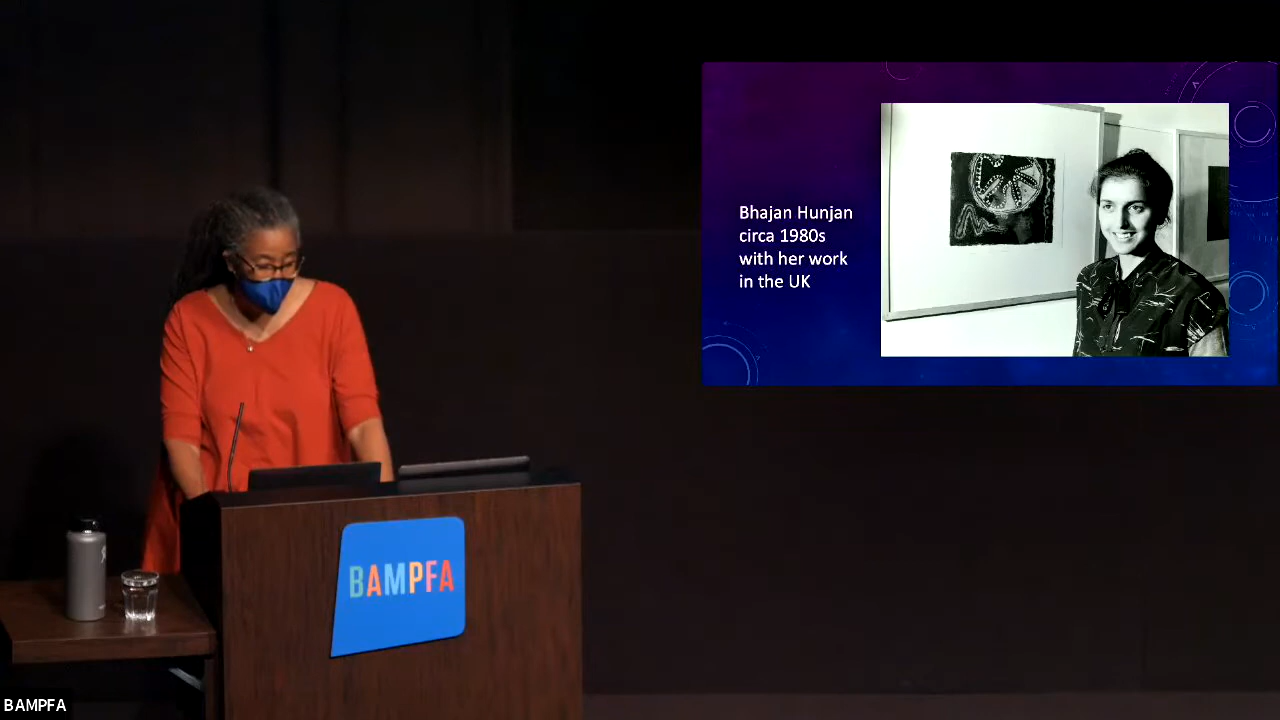 Bhajan Hunjan
circa 1980s
with her work
in the UK
BAMPFA
BAMPFA